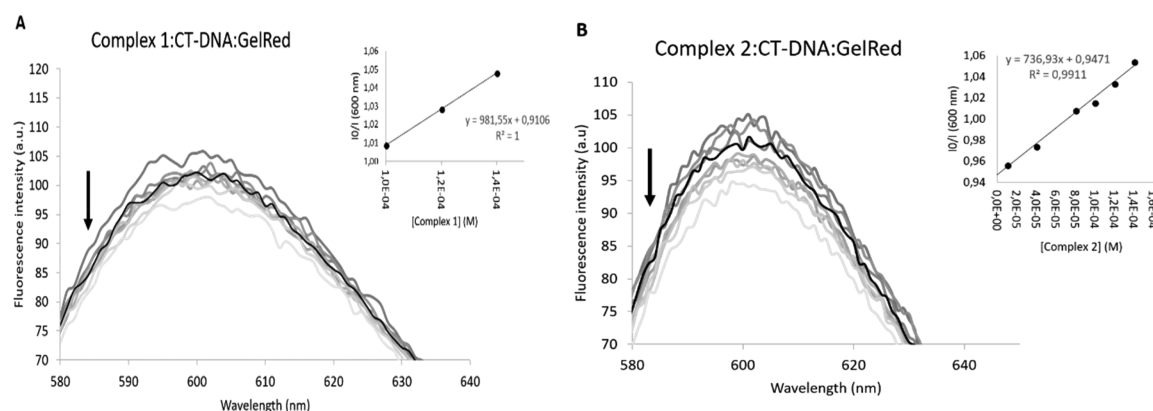 A
Complex 1:CT-DNA:GelRed
Fluorescence intensity (a.u.)
120
115
110
105
100
95
90
85
80
75
70
580
590
600
610
620
630
640
Wavelength (nm)
I0/I (600 nm)
1,06
1,05
1,03
1,02
1,01
1,00
y = 981,55x + 0,9106
R² = 1
1,0E-04
1,2E-04
1,4E-04
[Complex 1] (M)
B
Complex 2:CT-DNA:GelRed
Fluorescence intensity (a.u)
110
105
100
95
90
85
80
75
70
580
600
620
640
Wavelength (nm)
I0/I (600 nm)
1,06
1,04
1,02
1,00
0,98
0,96
0,94
y = 736,93x + 0,9471
R² = 0,9911
0,0E+00
2,0E-05
4,0E-05
6,0E-05
8,0E-05
1,0E-04
1,2E-04
1,4E-04
[Complex 2] (M)